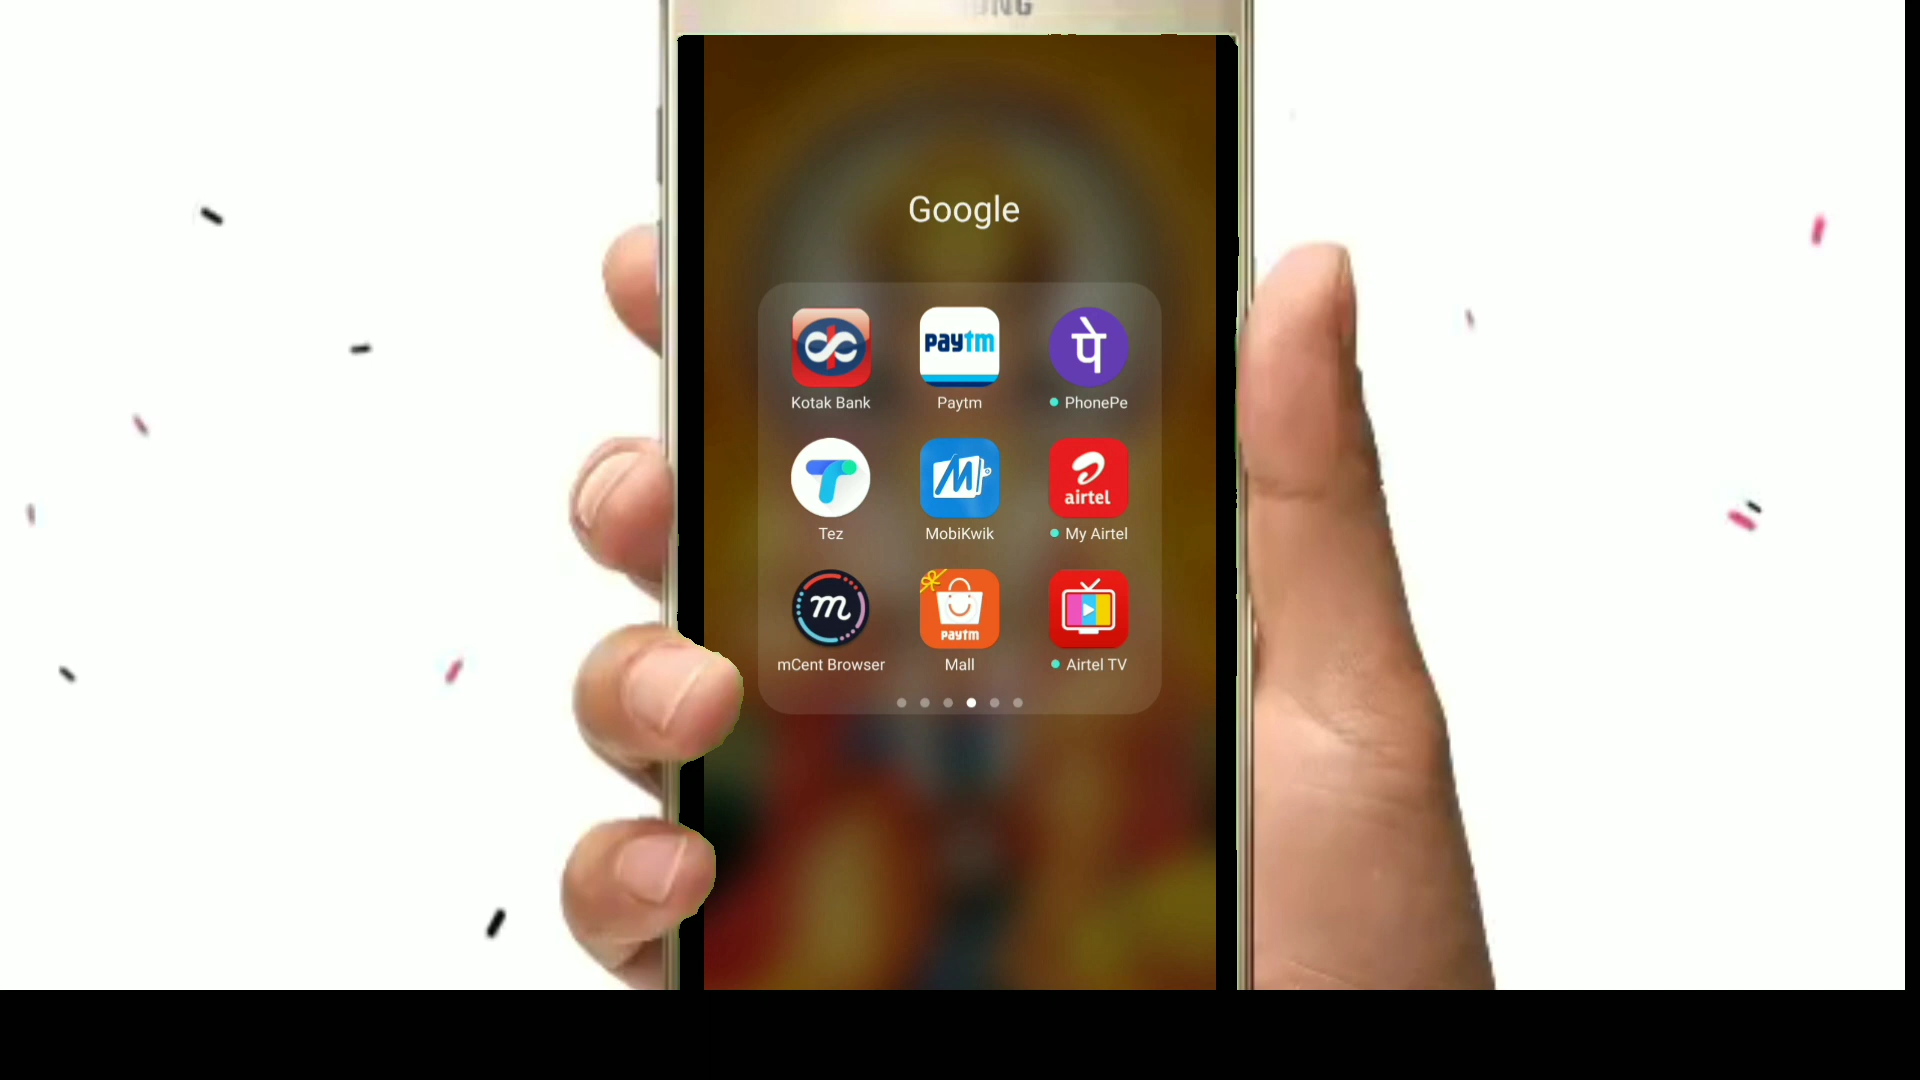 Google
paytm
पे
Kotak Bank
Paytm
PhonePe
M
airtel
Tez
MobiKwik
My Airtel
m
paytm
mCent Browser
Mall
Airtel TV